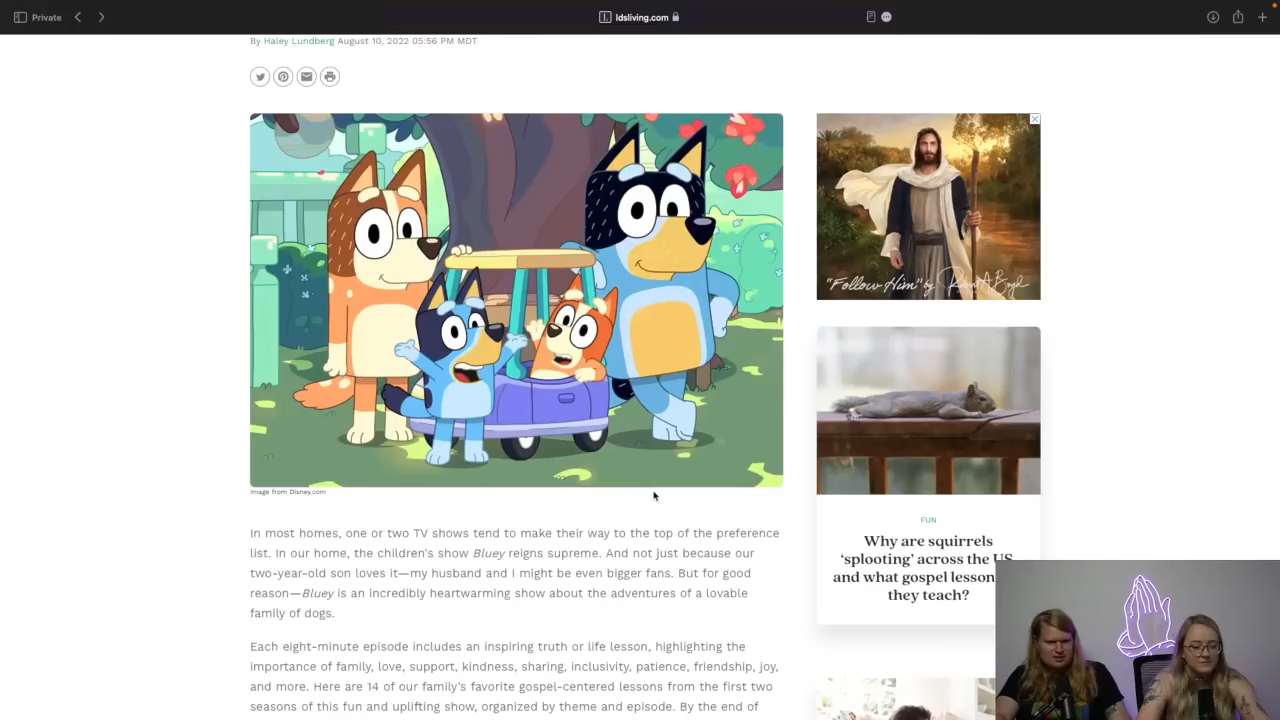 Private
ldsliving.com
By Haley Lundberg August 10, 2022 05:56 PM MDT
Image from Disney.com
In most homes, one or two TV shows tend to make their way to the top of the preference
list. In our home, the children's show Bluey reigns supreme. And not just because our
two-year-old son loves it—my husband and I might be even bigger fans. But for good
reason—Bluey is an incredibly heartwarming show about the adventures of a lovable
family of dogs.
Each eight-minute episode includes an inspiring truth or life lesson, highlighting the
importance of family, love, support, kindness, sharing, inclusivity, patience, friendship, joy,
and more. Here are 14 of our family's favorite gospel-centered lessons from the first two
seasons of this fun and uplifting show, organized by theme and episode. By the end of
"Follow Him" by Robert A. Boyd
FUN
Why are squirrels
'splooting' across the US
and what gospel lesson
they teach?